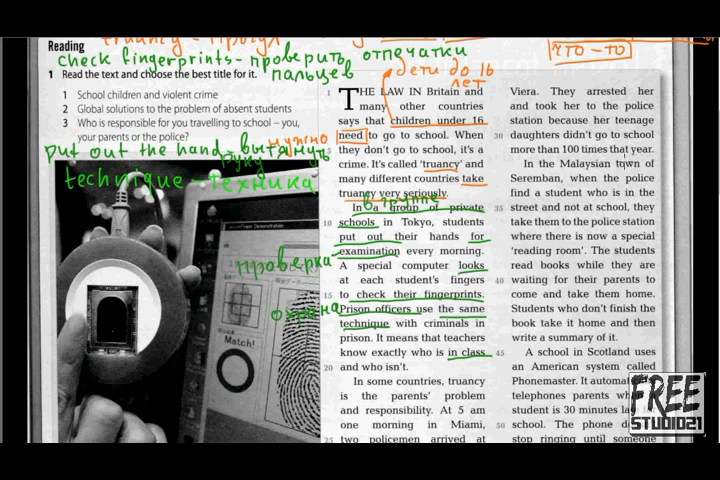 truancy - прогул
что-то
Reading
check fingerprints - проверить отпечатки
пальцев
1 Read the text and choose the best title for it.
1 School children and violent crime
2 Global solutions to the problem of absent students
3 Who is responsible for you travelling to school – you,
your parents or the police?
put out the hand - вытянуть
руку
technique - техника
нужно
дети до 16
лет
в группе
проверка
охрана
Match!
1 THE LAW IN Britain and
many other countries
says that children under 16
need to go to school. When
5 they don't go to school, it's a
crime. It's called 'truancy' and
many different countries take
truancy very seriously.
In a group of private
10 schools in Tokyo, students
put out their hands for
examination every morning.
A special computer looks
at each student's fingers
15 to check their fingerprints.
Prison officers use the same
technique with criminals in
prison. It means that teachers
know exactly who is in class
20 and who isn't.
In some countries, truancy
is the parents' problem
and responsibility. At 5 am
one morning in Miami,
25 two policemen arrived at
Viera. They arrested her
and took her to the police
station because her teenage
30 daughters didn't go to school
more than 100 times that year.
In the Malaysian town of
Seremban, when the police
find a student who is in the
35 street and not at school, they
take them to the police station
where there is now a special
'reading room'. The students
read books while they are
40 waiting for their parents to
come and take them home.
Students who don't finish the
book take it home and then
write a summary of it.
45 A school in Scotland uses
an American system called
Phonemaster. It
telephones parents
student is 30 minutes
50 school. The phone
stop ringing until someone
FREE
STUDIO21